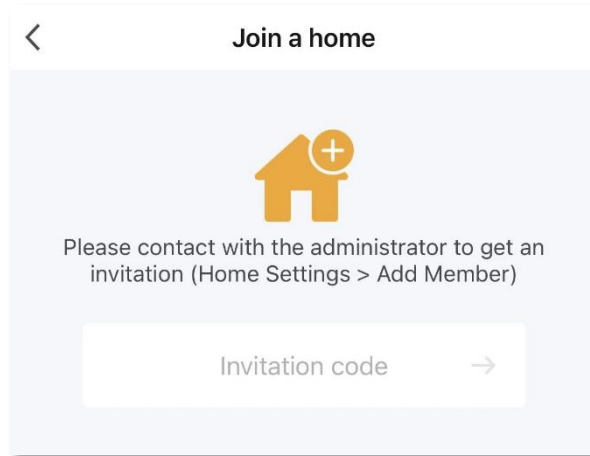 Join a home
Please contact with the administrator to get an
invitation (Home Settings > Add Member)
Invitation code